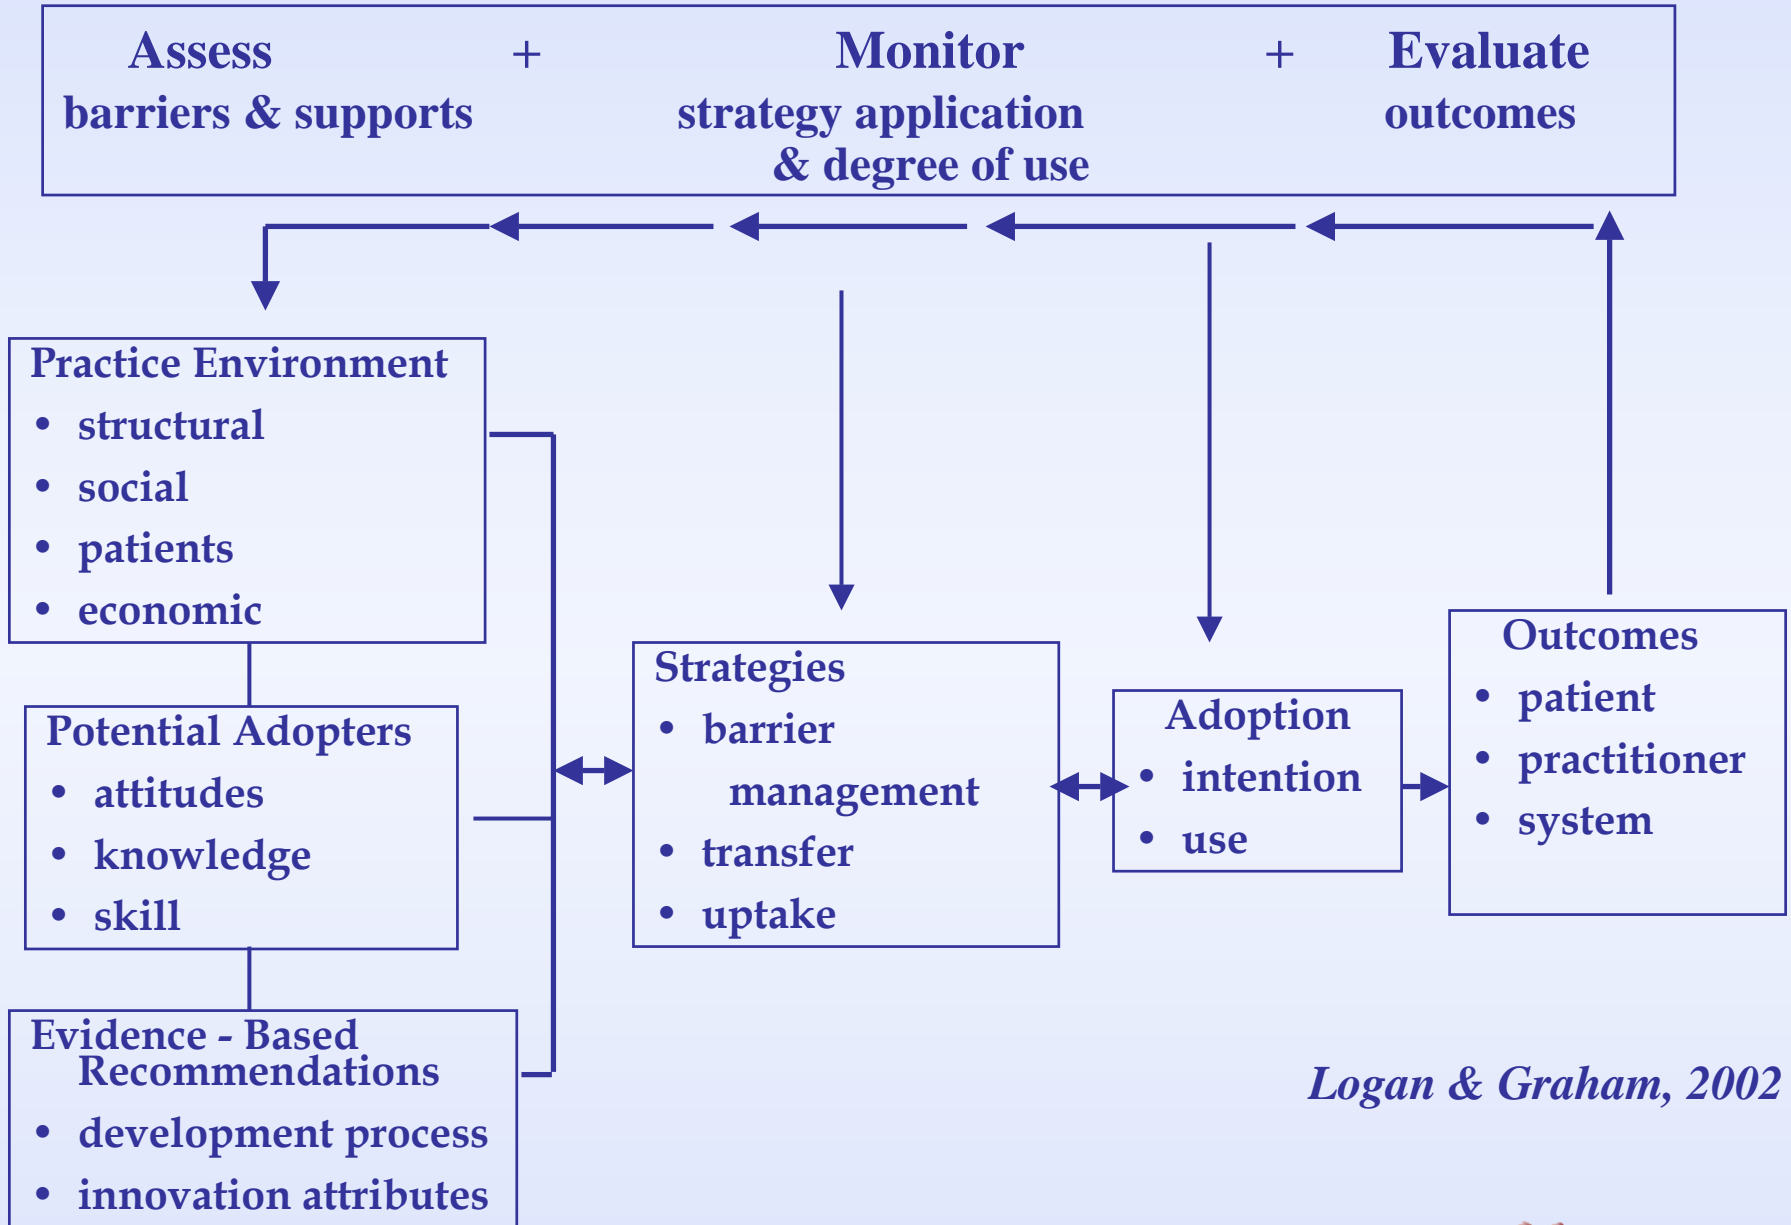 Assess + Monitor + Evaluate
barriers & supports strategy application outcomes
& degree of use
Practice Environment
• structural
• social
• patients
• economic
Potential Adopters
• attitudes
• knowledge
• skill
Evidence - Based
Recommendations
• development process
• innovation attributes
Strategies
• barrier
management
• transfer
• uptake
Adoption
• intention
• use
Outcomes
• patient
• practitioner
• system
Logan & Graham, 2002